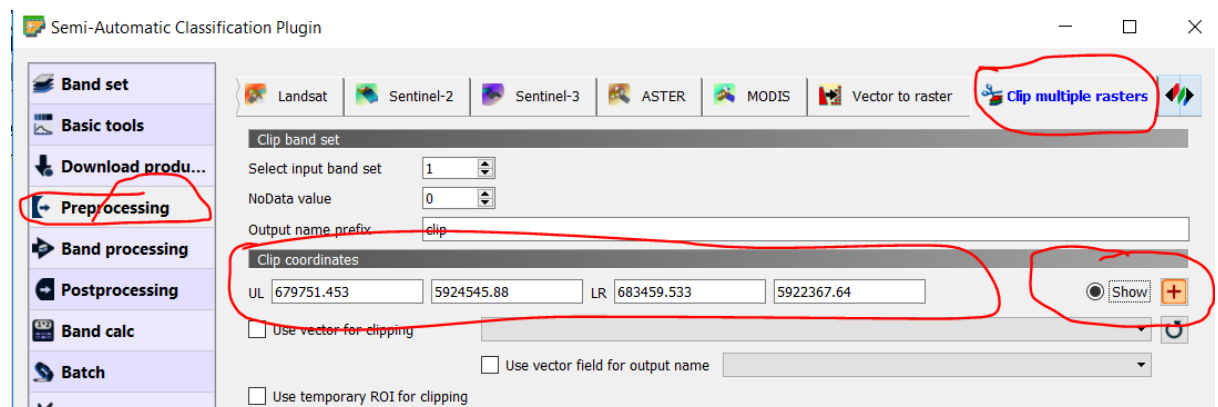 Semi-Automatic Classification Plugin
Band set
Basic tools
Download produ...
Preprocessing
Band processing
Postprocessing
Band calc
Batch
Landsat Sentinel-2 Sentinel-3 ASTER MODIS Vector to raster Clip multiple rasters
Clip band set
Select input band set 1
NoData value 0
Output name prefix clip
Clip coordinates
UL 679751.453 5924545.88 LR 683459.533 5922367.64 Show
Use vector for clipping
Use vector field for output name
Use temporary ROI for clipping